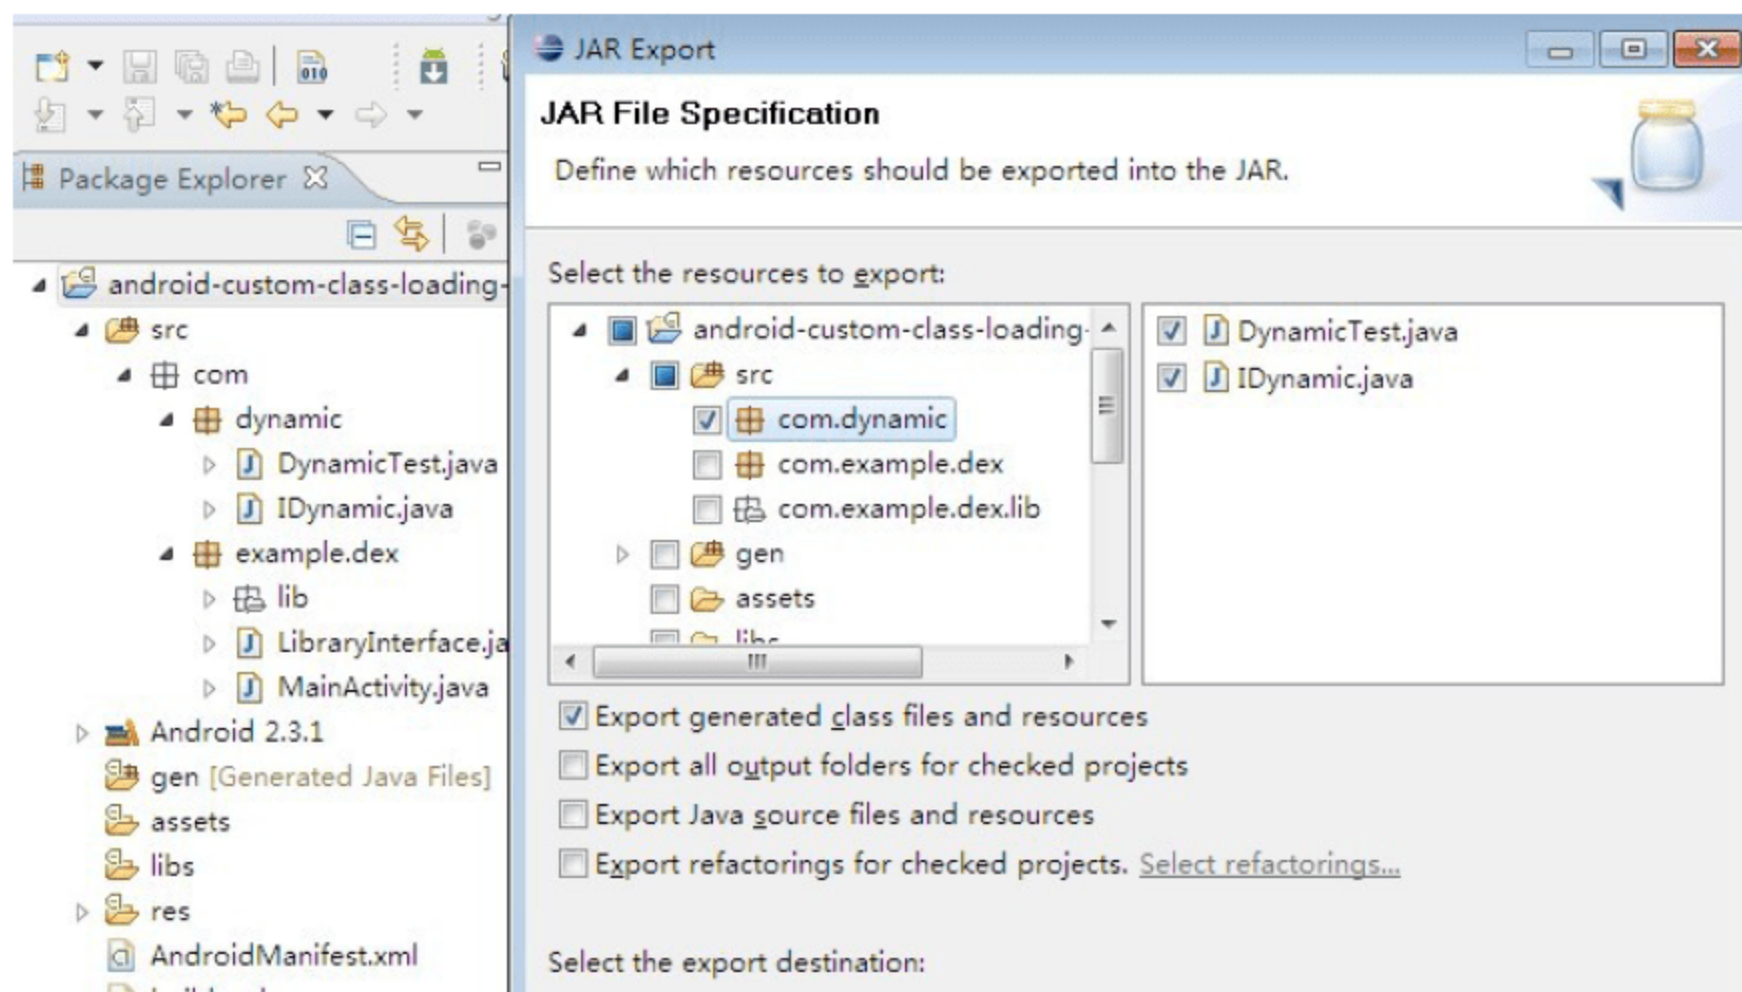 010
Package Explorer
android-custom-class-loading-
src
com
dynamic
DynamicTest.java
IDynamic.java
example.dex
lib
LibraryInterface.ja
MainActivity.java
Android 2.3.1
gen [Generated Java Files]
assets
libs
res
AndroidManifest.xml
JAR Export
JAR File Specification
Define which resources should be exported into the JAR.
Select the resources to export:
android-custom-class-loading-
src
com.dynamic
com.example.dex
com.example.dex.lib
gen
assets
libs
DynamicTest.java
IDynamic.java
Export generated class files and resources
Export all output folders for checked projects
Export Java source files and resources
Export refactorings for checked projects. Select refactorings...
Select the export destination: